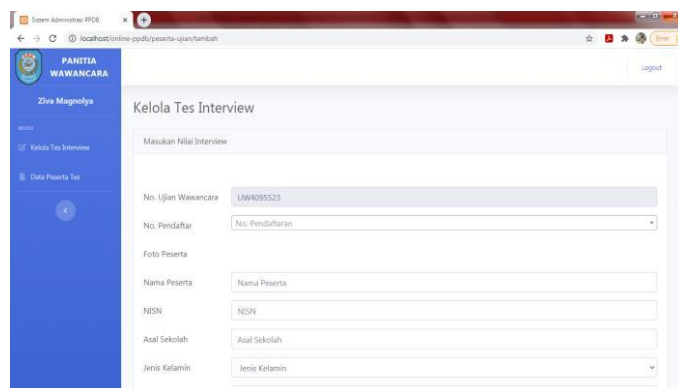 Sistem Administrasi PPDB
localhost/online-ppdb/peserta-ujian/tambah
Error
PANITIA
WAWANCARA
Logout
Ziva Magnolya
Kelola Tes Interview
MENU
Masukan Nilai Interview
Kelola Tes Interview
Data Peserta Tes
No. Ujian Wawancara
UW4095523
No. Pendaftar
No. Pendaftaran
Foto Peserta
Nama Peserta
Nama Peserta
NISN
NISN
Asal Sekolah
Asal Sekolah
Jenis Kelamin
Jenis Kelamin